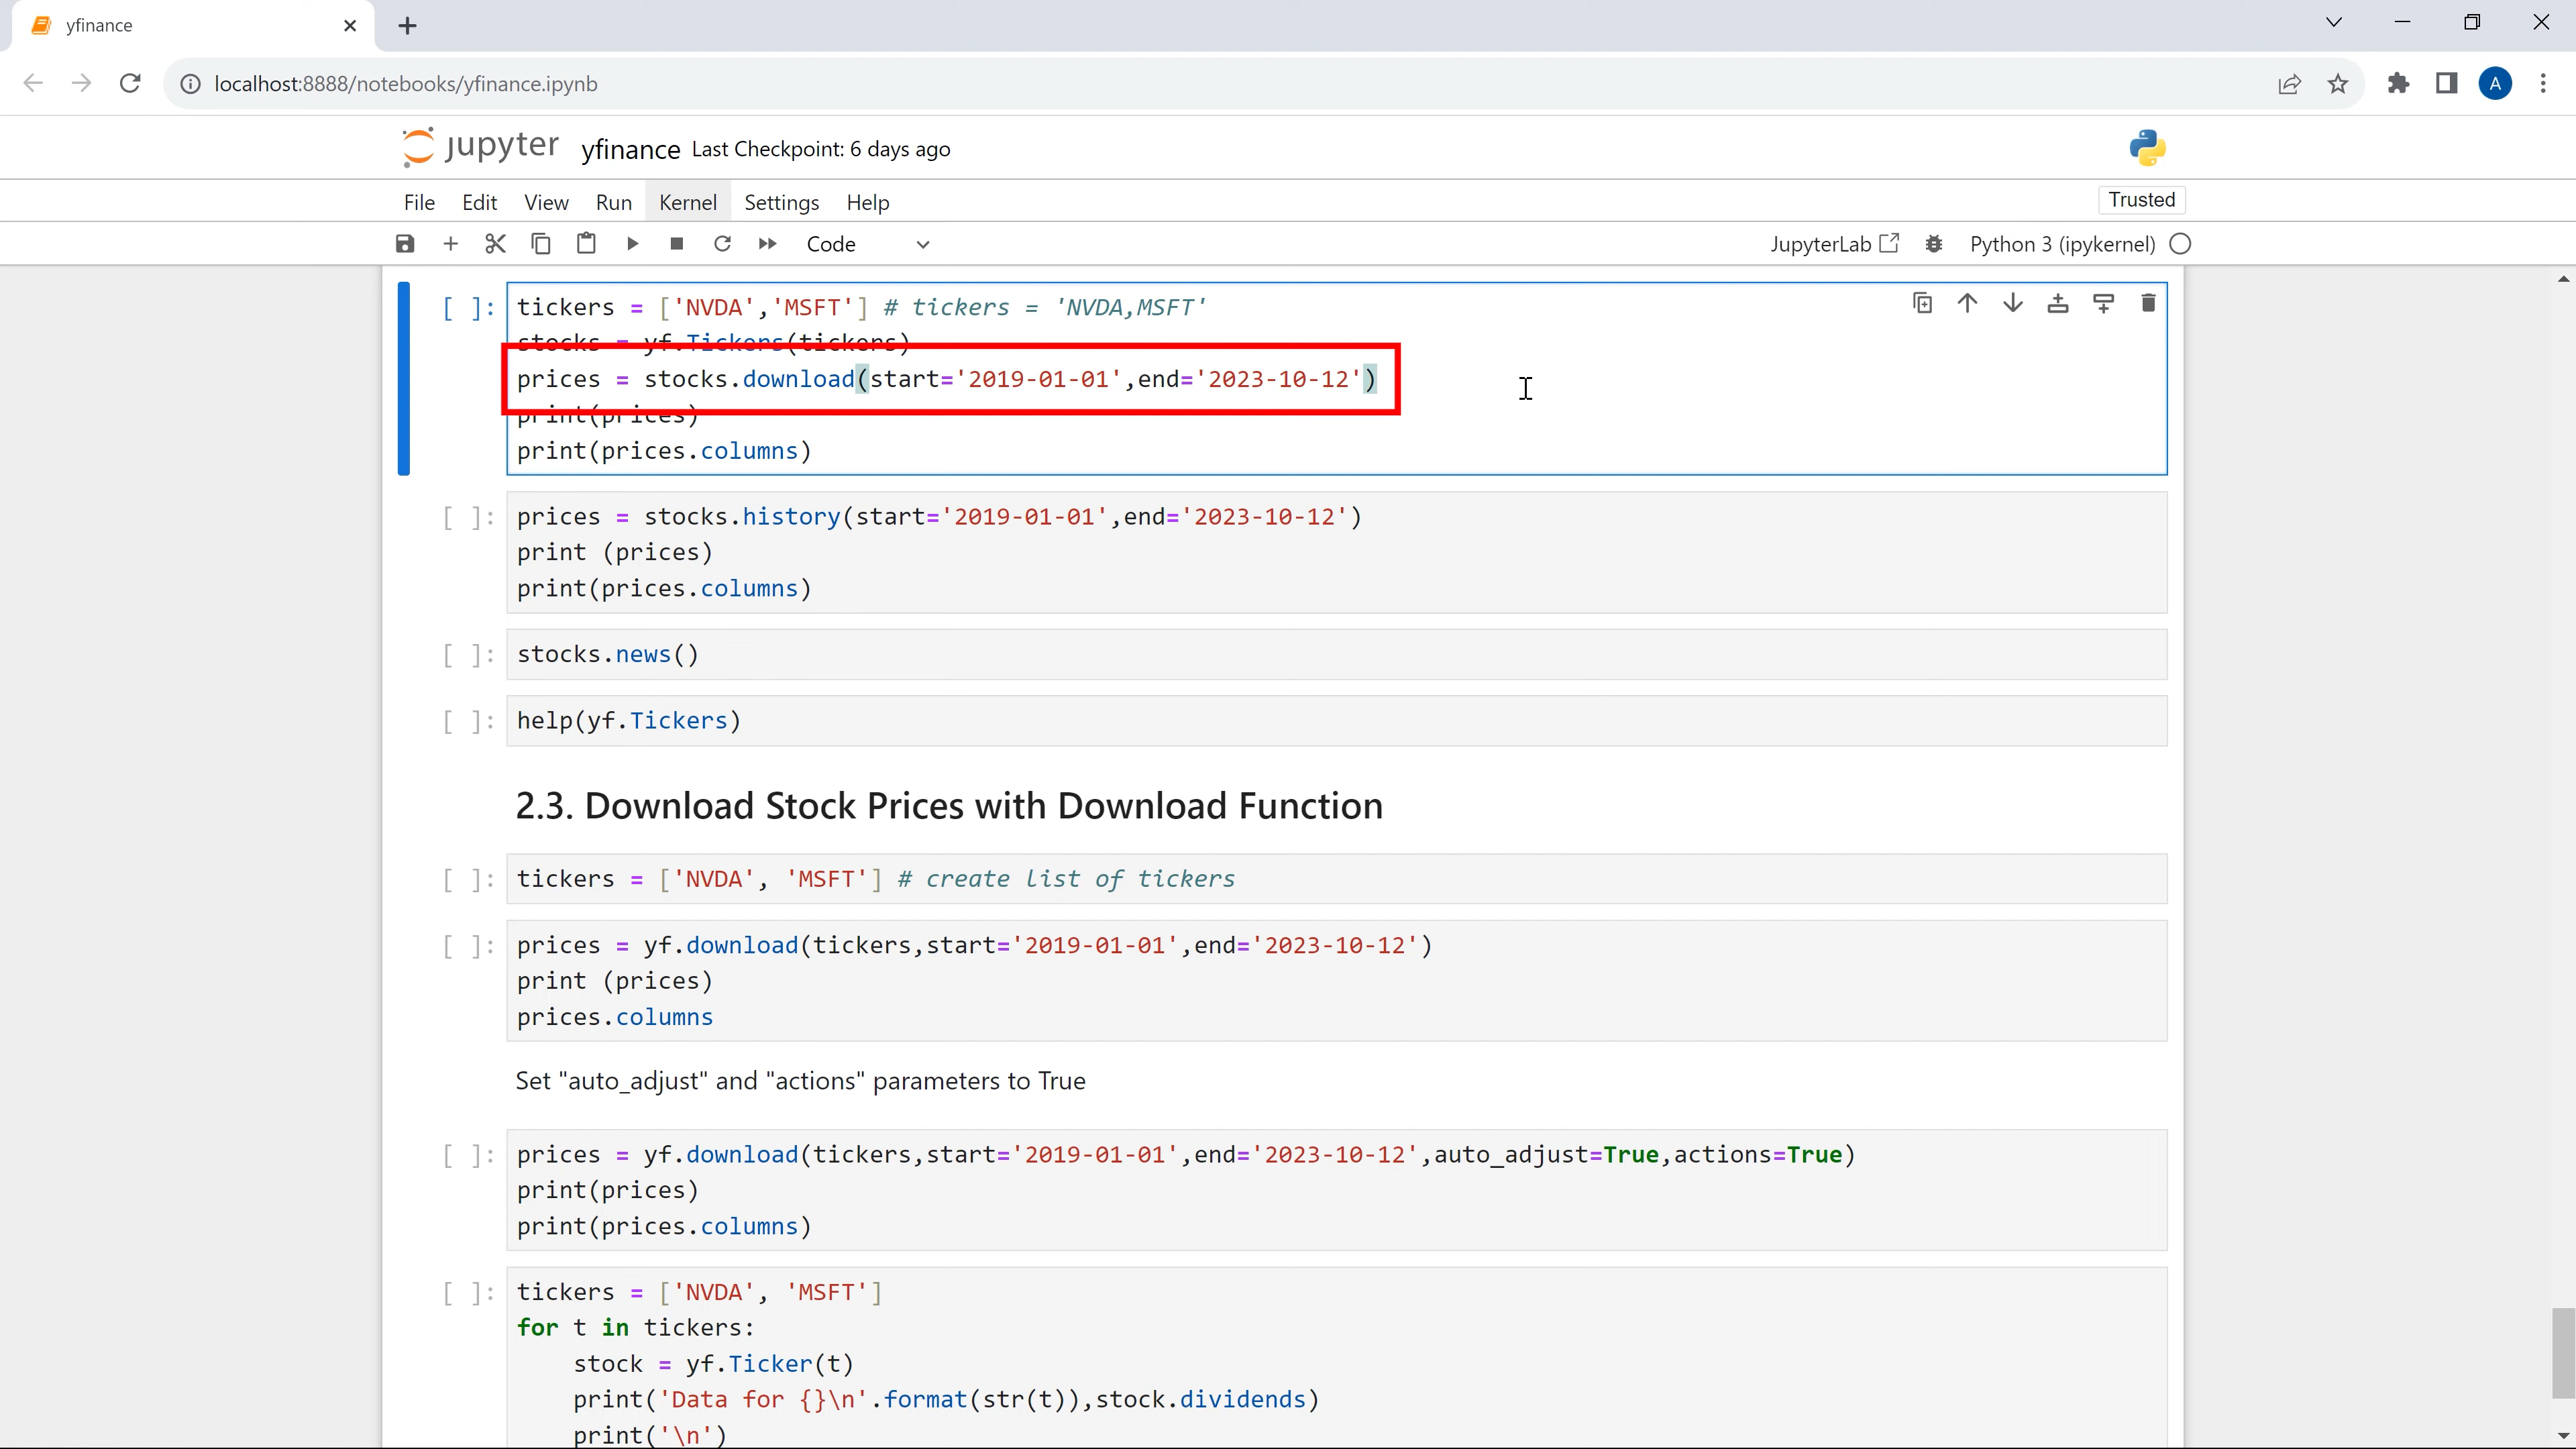 yfinance
localhost:8888/notebooks/yfinance.ipynb
A
jupyter yfinance Last Checkpoint: 6 days ago
File Edit View Run Kernel Settings Help
Trusted
Code
JupyterLab
Python 3 (ipykernel)
[ ]: tickers = ['NVDA','MSFT'] # tickers = 'NVDA,MSFT'
stocks = yf.Tickers(tickers)
prices = stocks.download(start='2019-01-01',end='2023-10-12')
print(prices)
print(prices.columns)
[ ]: prices = stocks.history(start='2019-01-01',end='2023-10-12')
print (prices)
print(prices.columns)
[ ]: stocks.news()
[ ]: help(yf.Tickers)
2.3. Download Stock Prices with Download Function
[ ]: tickers = ['NVDA', 'MSFT'] # create list of tickers
[ ]: prices = yf.download(tickers,start='2019-01-01',end='2023-10-12')
print (prices)
prices.columns
Set "auto_adjust" and "actions" parameters to True
[ ]: prices = yf.download(tickers,start='2019-01-01',end='2023-10-12',auto_adjust=True,actions=True)
print(prices)
print(prices.columns)
[ ]: tickers = ['NVDA', 'MSFT']
for t in tickers:
    stock = yf.Ticker(t)
    print('Data for {}\n'.format(str(t)),stock.dividends)
    print('\n')